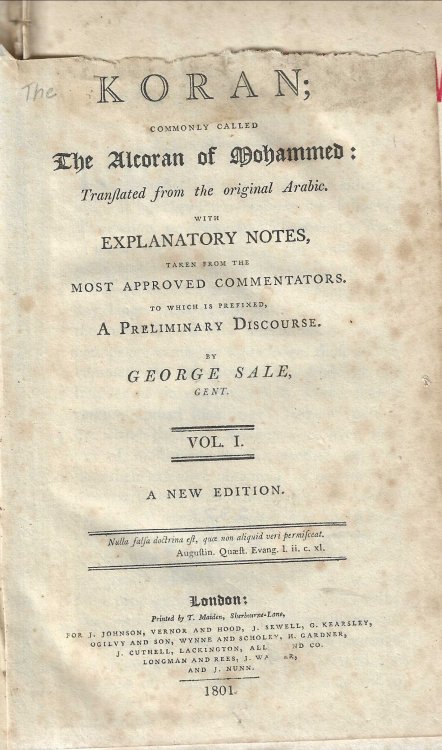 The
KORAN;
COMMONLY CALLED
The Alcoran of Mohammed:
Tranſlated from the original Arabic.
WITH
EXPLANATORY NOTES,
TAKEN FROM THE
MOST APPROVED COMMENTATORS.
TO WHICH IS PREFIXED,
A PRELIMINARY DISCOURSE.
BY
GEORGE SALE,
GENT.
VOL. I.
A NEW EDITION.
Nulla falſa doctrina eſt, quæ non aliquid veri permiſceat.
Auguſtin. Quæſt. Evang. l. ii. c. xl.
London:
Printed by T. Maiden, Sherbourne-Lane,
FOR J. JOHNSON, VERNOR AND HOOD, J. SEWELL, G. KEARSLEY,
OGILVY AND SON, WYNNE AND SCHOLEY, H. GARDNER,
J. CUTHELL, LACKINGTON, AND CO.
LONGMAN AND REES,
AND J. NUNN.
1801.